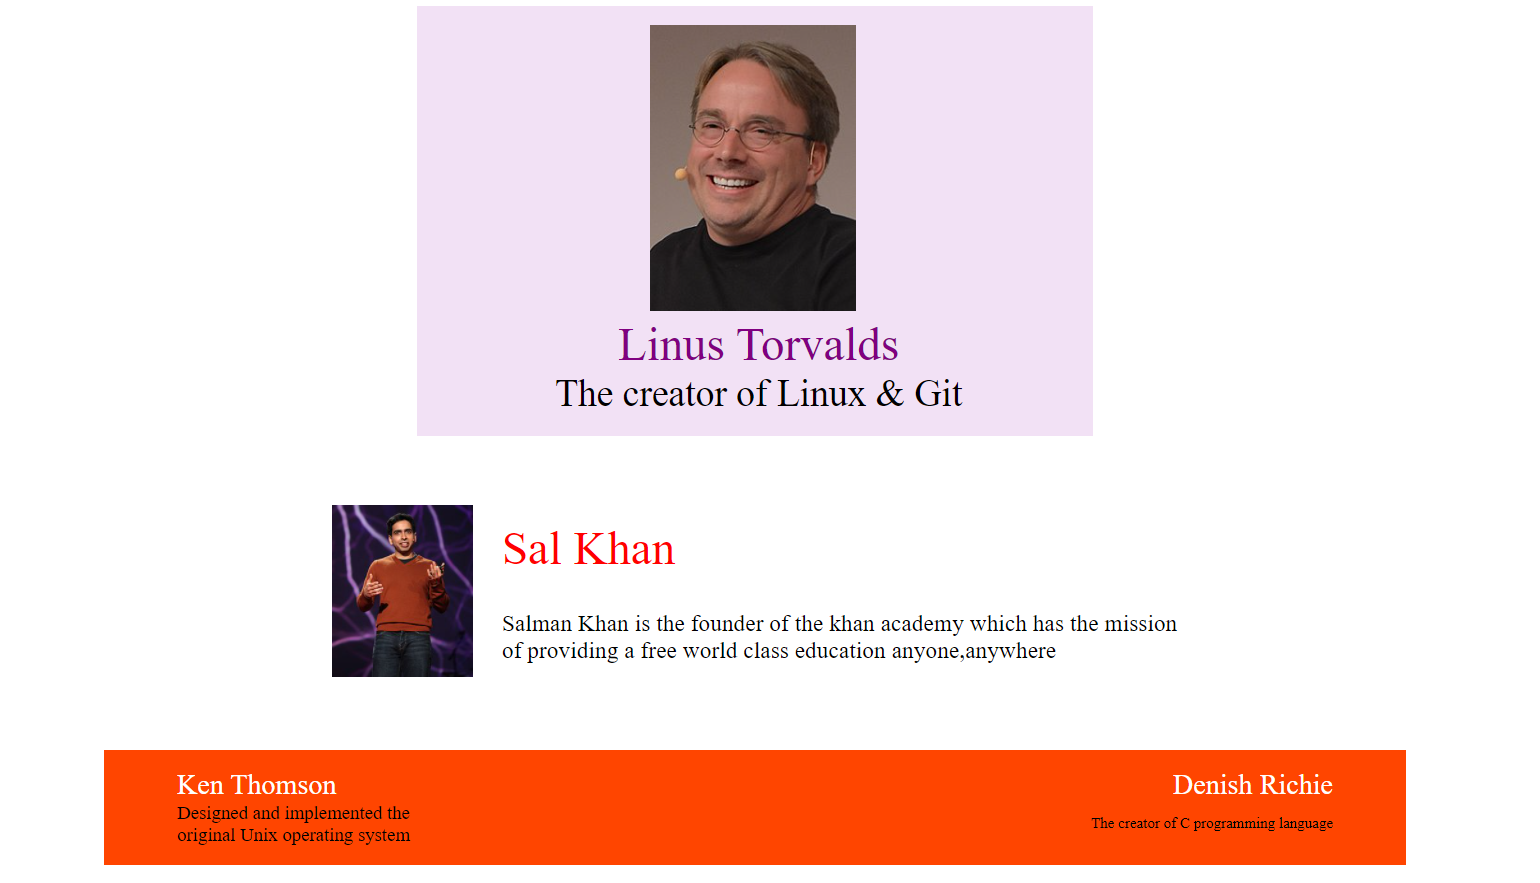 Linus Torvalds
The creator of Linux & Git
Sal Khan
Salman Khan is the founder of the khan academy which has the mission
of providing a free world class education anyone,anywhere
Ken Thomson
Designed and implemented the
original Unix operating system
Denish Richie
The creator of C programming language